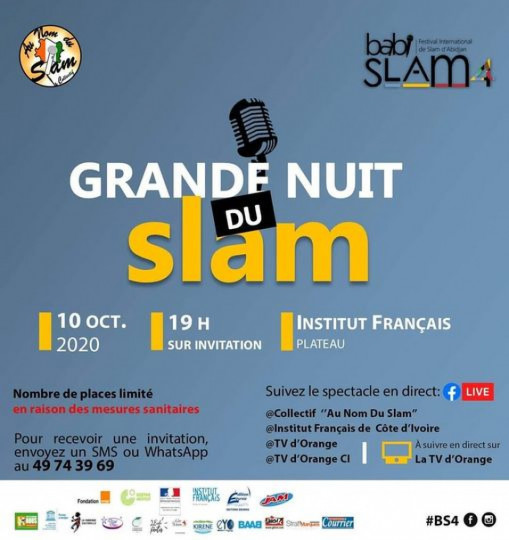 Au Nom du
Slam
babi
Festival International
de Slam d'Abidjan
SLAM4
GRANDE NUIT
DU
slam
10 OCT.
2020
19 H
SUR INVITATION
INSTITUT FRANÇAIS
PLATEAU
Nombre de places limité
en raison des mesures sanitaires
Pour recevoir une invitation,
envoyez un SMS ou WhatsApp
au 49 74 39 69
Suivez le spectacle en direct: LIVE
@Collectif ''Au Nom Du Slam''
@Institut Français de Côte d'Ivoire
@TV d'Orange
@TV d'Orange CI
À suivre en direct sur
La TV d'Orange
Fondation
INSTITUT
FRANÇAIS
JAM
KIRENE
BAAB
Courrier
#BS4